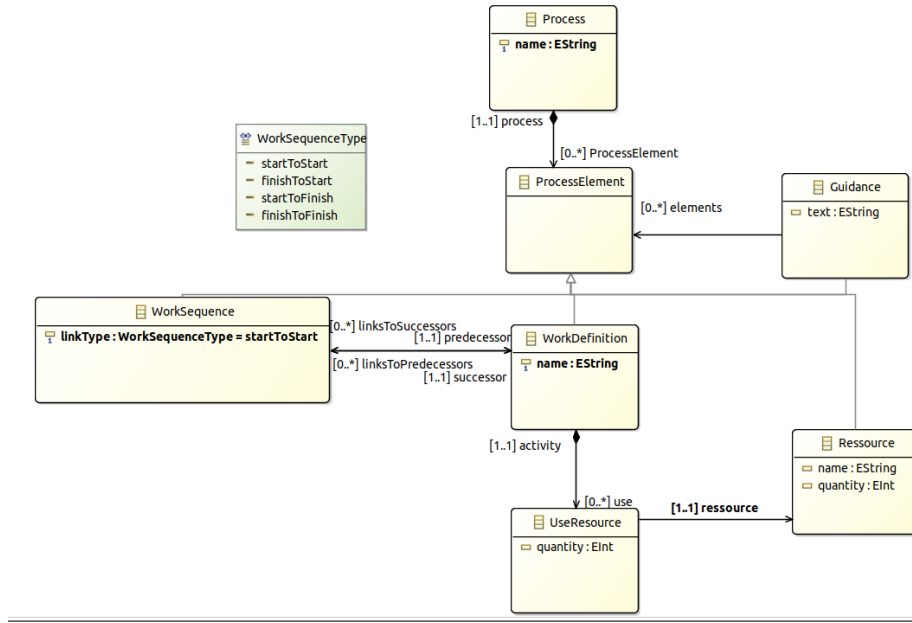 Process
name : EString
[1..1] process
[0..*] ProcessElement
WorkSequenceType
startToStart
finishToStart
startToFinish
finishToFinish
ProcessElement
[0..*] elements
Guidance
text : EString
WorkSequence
linkType : WorkSequenceType = startToStart
[0..*] linksToSuccessors
[1..1] predecessor
[0..*] linksToPredecessors
[1..1] successor
WorkDefinition
name : EString
[1..1] activity
[0..*] use
Ressource
name : EString
quantity : EInt
[1..1] ressource
UseResource
quantity : EInt